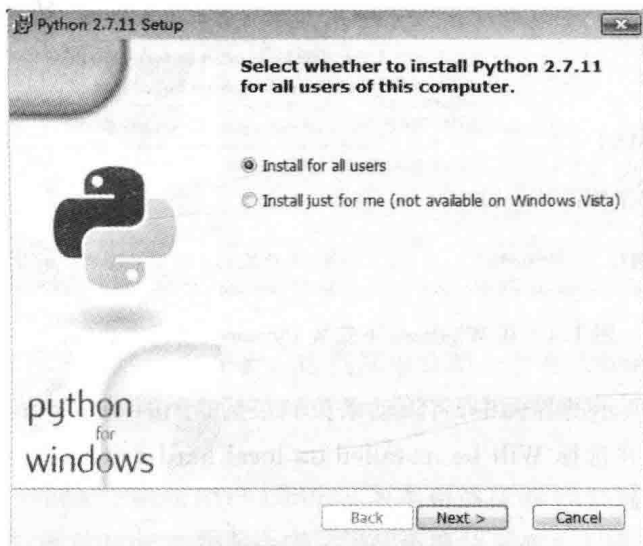 Python 2.7.11 Setup
Select whether to install Python 2.7.11
for all users of this computer.
Install for all users
Install just for me (not available on Windows Vista)
python
for
windows
Back
Next >
Cancel